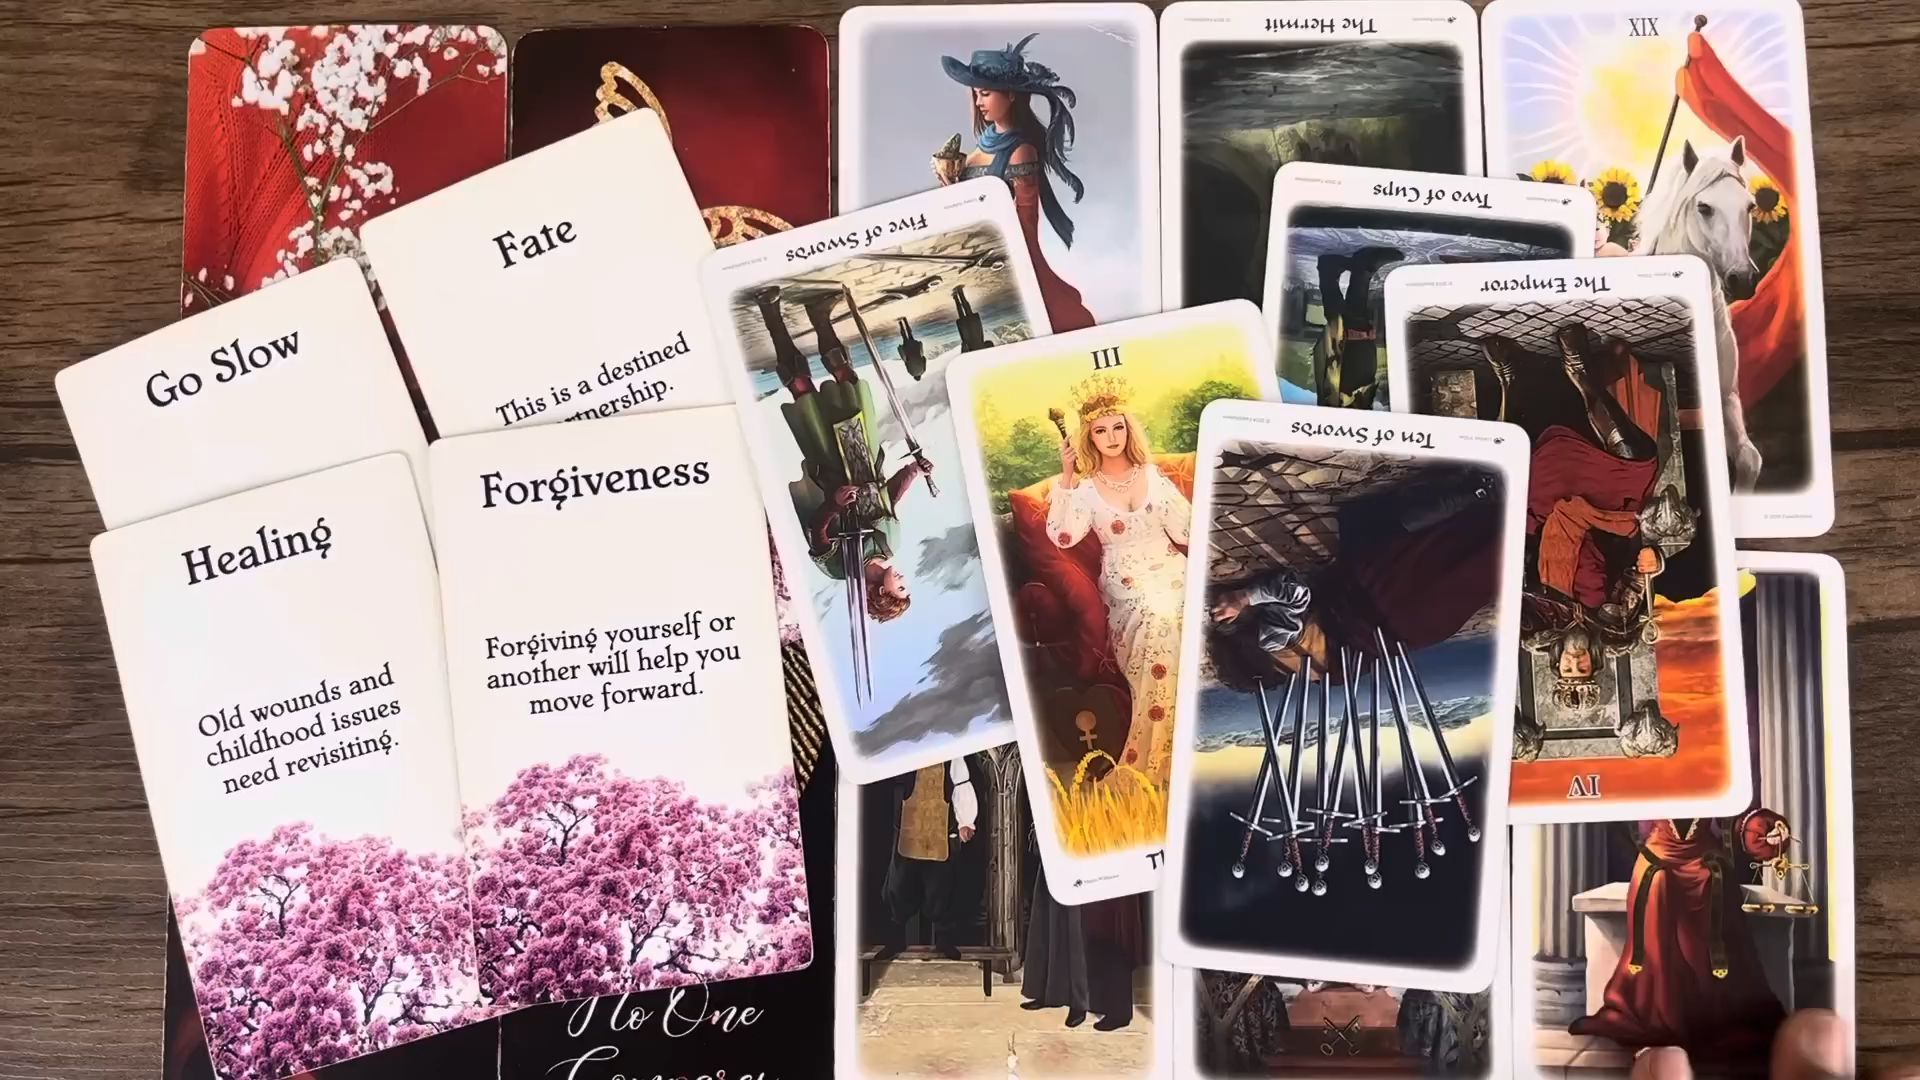 Fate
This is a destined
rtnership.
Go Slow
Healing
Old wounds and
childhood issues
need revisiting.
Forgiveness
Forgiving yourself or
another will help you
move forward.
No One
The Hermit
XIX
Five of Swords
Two of Cups
The Emperor
IV
III
Ten of Swords